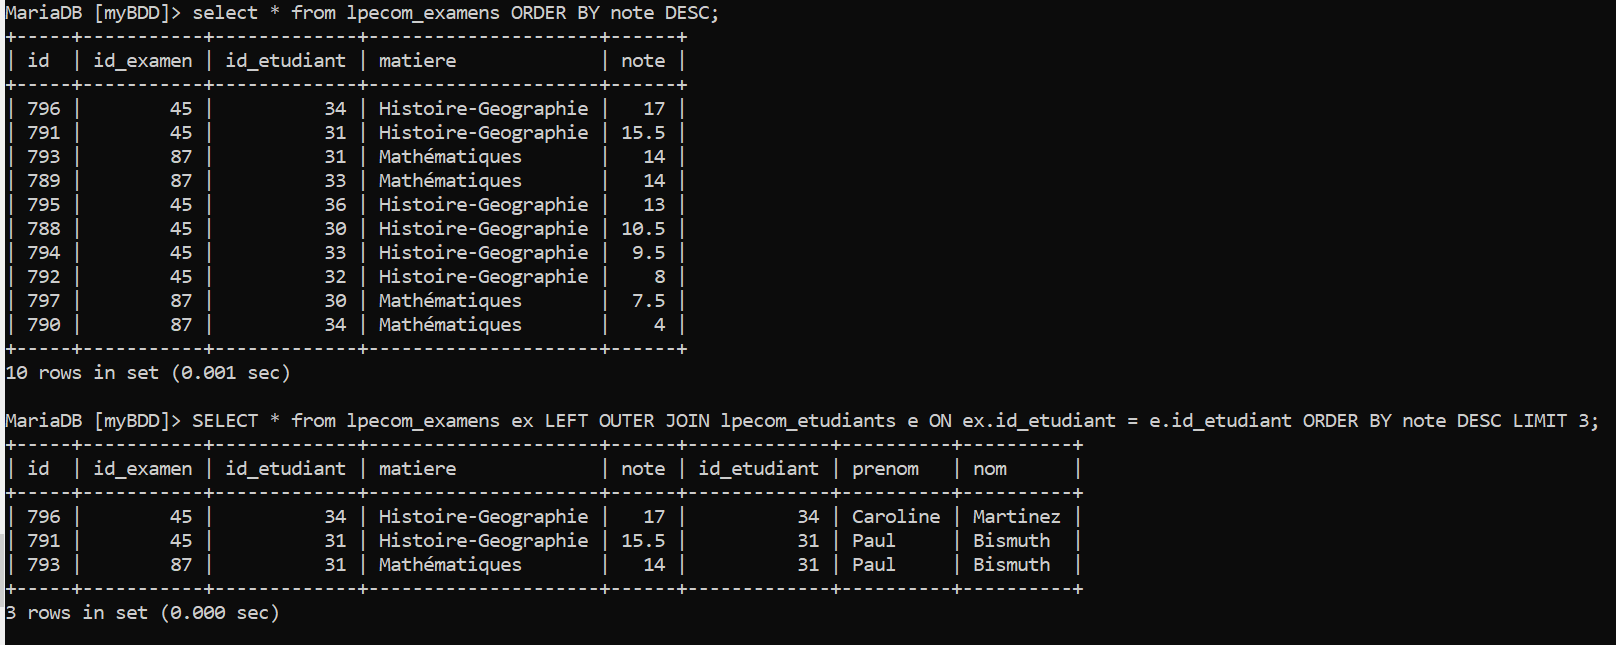 MariaDB [myBDD]> select * from lpecom_examens ORDER BY note DESC;
+-----+-----------+-------------+---------------------+------+
| id  | id_examen | id_etudiant | matiere             | note |
+-----+-----------+-------------+---------------------+------+
| 796 |        45 |          34 | Histoire-Geographie |   17 |
| 791 |        45 |          31 | Histoire-Geographie | 15.5 |
| 793 |        87 |          31 | Mathématiques       |   14 |
| 789 |        87 |          33 | Mathématiques       |   14 |
| 795 |        45 |          36 | Histoire-Geographie |   13 |
| 788 |        45 |          30 | Histoire-Geographie | 10.5 |
| 794 |        45 |          33 | Histoire-Geographie |  9.5 |
| 792 |        45 |          32 | Histoire-Geographie |    8 |
| 797 |        87 |          30 | Mathématiques       |  7.5 |
| 790 |        87 |          34 | Mathématiques       |    4 |
+-----+-----------+-------------+---------------------+------+
10 rows in set (0.001 sec)
MariaDB [myBDD]> SELECT * from lpecom_examens ex LEFT OUTER JOIN lpecom_etudiants e ON ex.id_etudiant = e.id_etudiant ORDER BY note DESC LIMIT 3;
+-----+-----------+-------------+---------------------+------+-------------+----------+----------+
| id  | id_examen | id_etudiant | matiere             | note | id_etudiant | prenom   | nom      |
+-----+-----------+-------------+---------------------+------+-------------+----------+----------+
| 796 |        45 |          34 | Histoire-Geographie |   17 |          34 | Caroline | Martinez |
| 791 |        45 |          31 | Histoire-Geographie | 15.5 |          31 | Paul     | Bismuth  |
| 793 |        87 |          31 | Mathématiques       |   14 |          31 | Paul     | Bismuth  |
+-----+-----------+-------------+---------------------+------+-------------+----------+----------+
3 rows in set (0.000 sec)